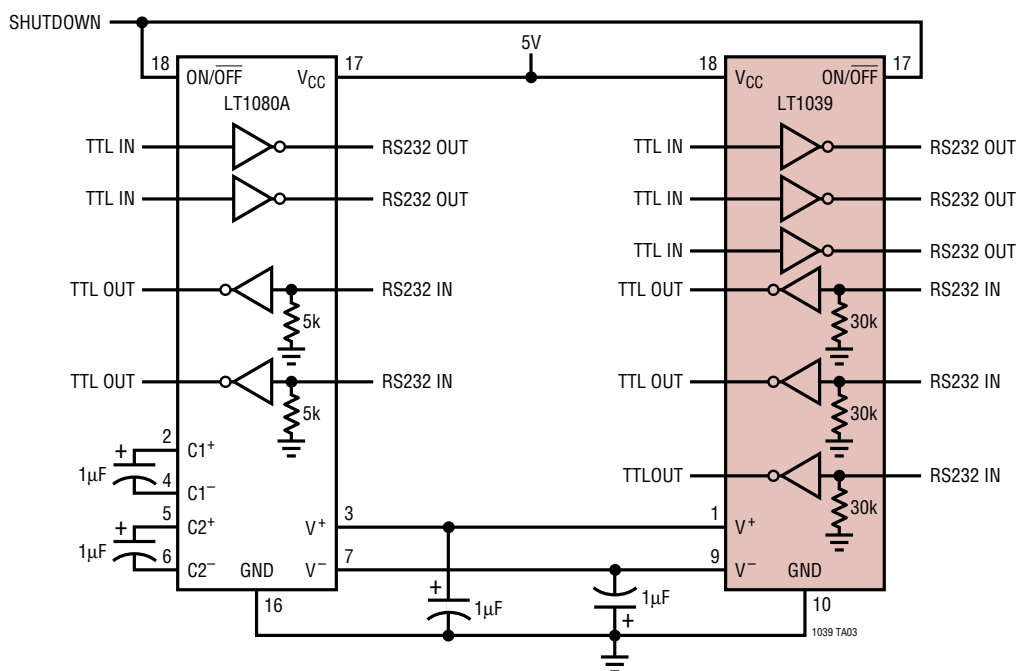 SHUTDOWN
5V
18 ON/OFF VCC 17
LT1080A
18 VCC ON/OFF 17
LT1039
TTL IN RS232 OUT
TTL IN RS232 OUT
TTL OUT RS232 IN
5k
TTL OUT RS232 IN
5k
2 C1+
+ 1µF
4 C1–
5 C2+
+ 1µF
6 C2–
GND
16
V+ 3
V– 7
+ 1µF
1µF +
TTL IN RS232 OUT
TTL IN RS232 OUT
TTL IN RS232 OUT
TTL OUT RS232 IN
30k
TTL OUT RS232 IN
30k
TTLOUT RS232 IN
30k
1 V+
9 V–
GND
10
1039 TA03